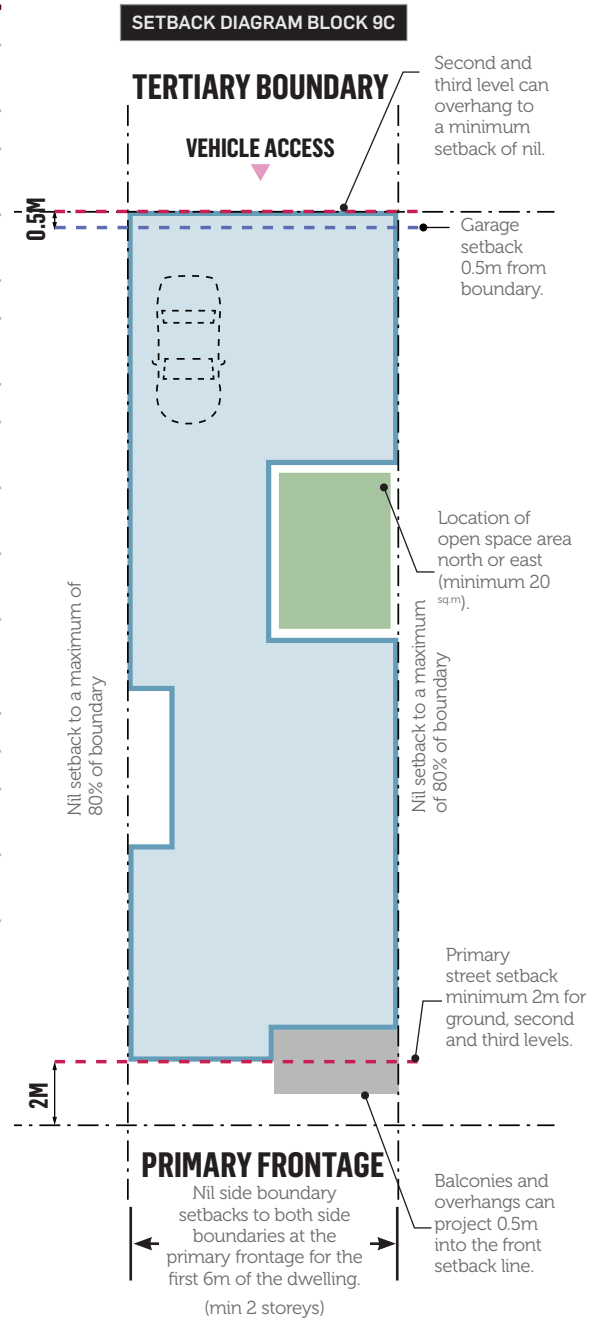 SETBACK DIAGRAM BLOCK 9C
TERTIARY BOUNDARY
VEHICLE ACCESS
Second and
third level can
overhang to
a minimum
setback of nil.
0.5M
Garage
setback
0.5m from
boundary.
Location of
open space area
north or east
(minimum 20
sq.m).
Nil setback to a maximum of
80% of boundary
Nil setback to a maximum
of 80% of boundary
Primary
street setback
minimum 2m for
ground, second
and third levels.
2M
PRIMARY FRONTAGE
Nil side boundary
setbacks to both side
boundaries at the
primary frontage for the
first 6m of the dwelling.
(min 2 storeys)
Balconies and
overhangs can
project 0.5m
into the front
setback line.